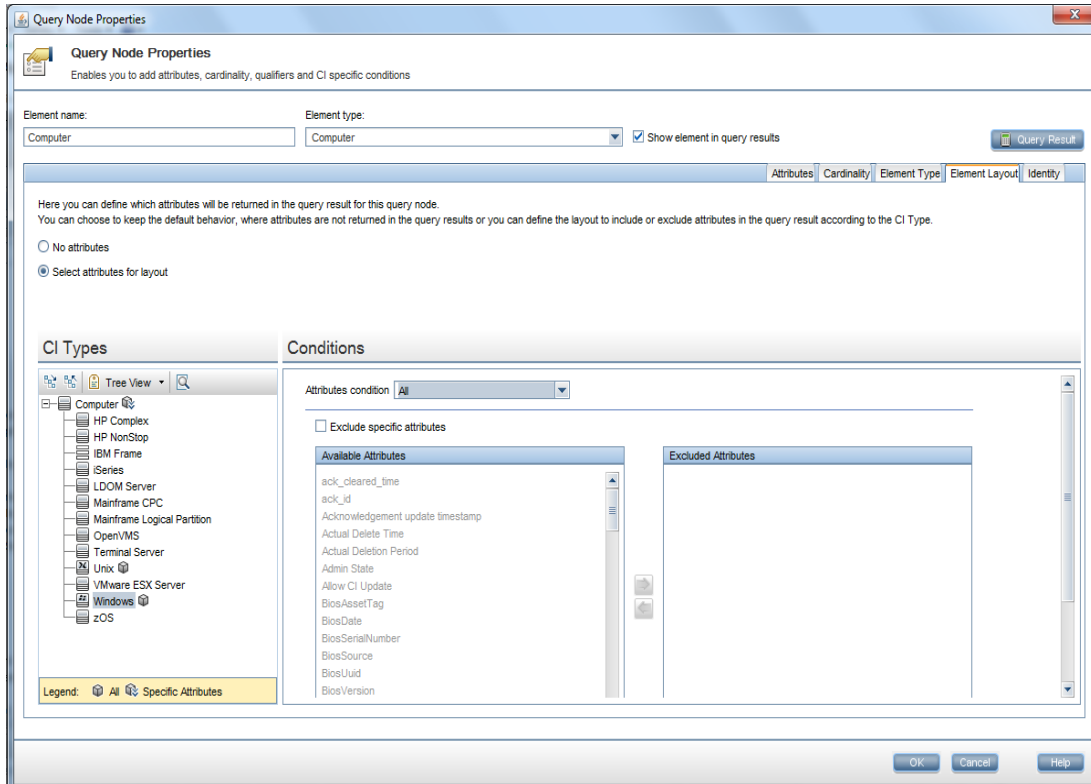 Query Node Properties
Query Node Properties
Enables you to add attributes, cardinality, qualifiers and CI specific conditions
Element name:
Element type:
Computer
Computer
Show element in query results
Query Result
Attributes
Cardinality
Element Type
Element Layout
Identity
Here you can define which attributes will be returned in the query result for this query node.
You can choose to keep the default behavior, where attributes are not returned in the query results or you can define the layout to include or exclude attributes in the query result according to the CI Type.
No attributes
Select attributes for layout
CI Types
Tree View
Computer
HP Complex
HP NonStop
IBM Frame
iSeries
LDOM Server
Mainframe CPC
Mainframe Logical Partition
OpenVMS
Terminal Server
Unix
VMware ESX Server
Windows
zOS
Legend: All Specific Attributes
Conditions
Attributes condition All
Exclude specific attributes
Available Attributes
ack_cleared_time
ack_id
Acknowledgement update timestamp
Actual Delete Time
Actual Deletion Period
Admin State
Allow CI Update
BiosAssetTag
BiosDate
BiosSerialNumber
BiosSource
BiosUuid
BiosVersion
Excluded Attributes
OK
Cancel
Help